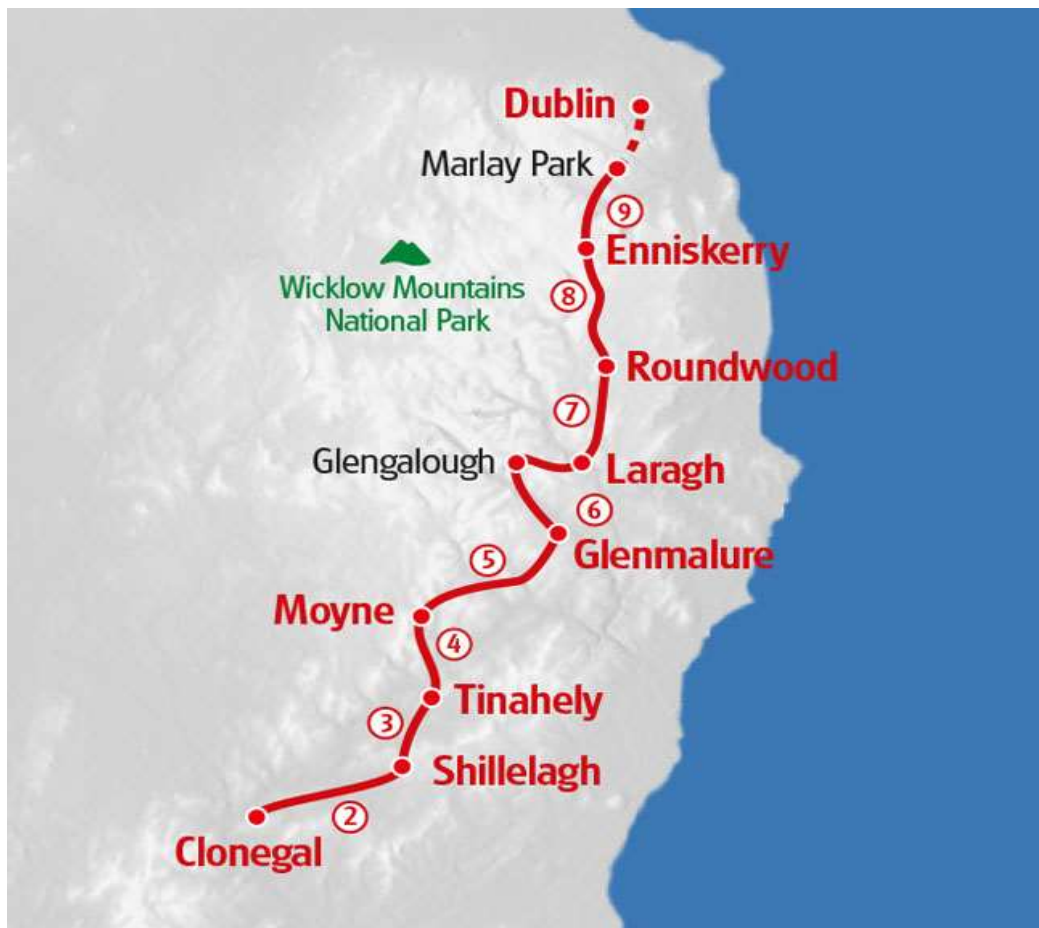 Dublin
Marlay Park
9
Enniskerry
Wicklow Mountains
National Park
8
Roundwood
7
Glengalough
Laragh
6
Glenmalure
5
Moyne
4
Tinahely
3
Shillelagh
2
Clonegal